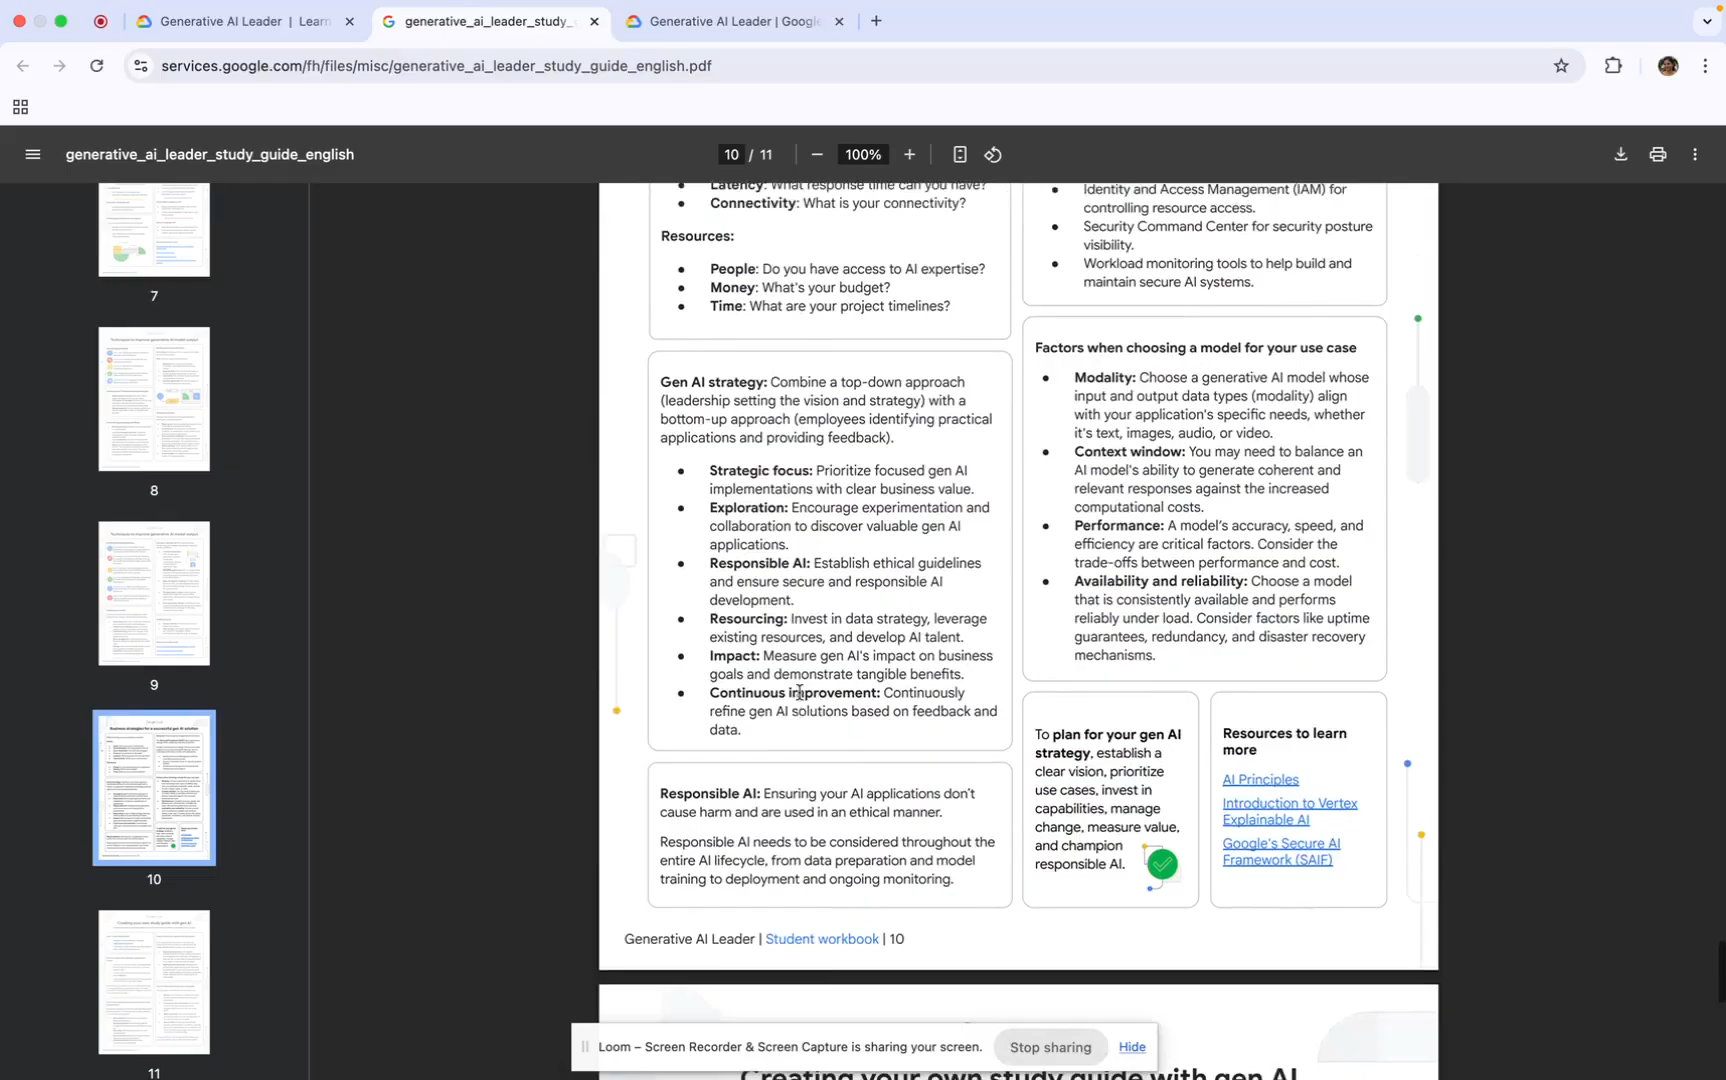 Generative AI Leader | Learn
generative_ai_leader_study_
Generative AI Leader | Google
services.google.com/fh/files/misc/generative_ai_leader_study_guide_english.pdf
generative_ai_leader_study_guide_english
10 / 11
100%
7
8
9
10
11
Latency: What response time can you have?
Connectivity: What is your connectivity?
Resources:
People: Do you have access to AI expertise?
Money: What's your budget?
Time: What are your project timelines?
Gen AI strategy: Combine a top-down approach
(leadership setting the vision and strategy) with a
bottom-up approach (employees identifying practical
applications and providing feedback).
Strategic focus: Prioritize focused gen AI
implementations with clear business value.
Exploration: Encourage experimentation and
collaboration to discover valuable gen AI
applications.
Responsible AI: Establish ethical guidelines
and ensure secure and responsible AI
development.
Resourcing: Invest in data strategy, leverage
existing resources, and develop AI talent.
Impact: Measure gen AI's impact on business
goals and demonstrate tangible benefits.
Continuous improvement: Continuously
refine gen AI solutions based on feedback and
data.
Responsible AI: Ensuring your AI applications don't
cause harm and are used in an ethical manner.
Responsible AI needs to be considered throughout the
entire AI lifecycle, from data preparation and model
training to deployment and ongoing monitoring.
Identity and Access Management (IAM) for
controlling resource access.
Security Command Center for security posture
visibility.
Workload monitoring tools to help build and
maintain secure AI systems.
Factors when choosing a model for your use case
Modality: Choose a generative AI model whose
input and output data types (modality) align
with your application's specific needs, whether
it's text, images, audio, or video.
Context window: You may need to balance an
AI model's ability to generate coherent and
relevant responses against the increased
computational costs.
Performance: A model's accuracy, speed, and
efficiency are critical factors. Consider the
trade-offs between performance and cost.
Availability and reliability: Choose a model
that is consistently available and performs
reliably under load. Consider factors like uptime
guarantees, redundancy, and disaster recovery
mechanisms.
To plan for your gen AI
strategy, establish a
clear vision, prioritize
use cases, invest in
capabilities, manage
change, measure value,
and champion
responsible AI.
Resources to learn
more
AI Principles
Introduction to Vertex
Explainable AI
Google's Secure AI
Framework (SAIF)
Generative AI Leader | Student workbook | 10
Loom – Screen Recorder & Screen Capture is sharing your screen.
Stop sharing
Hide
Creating your own study guide with gen AI